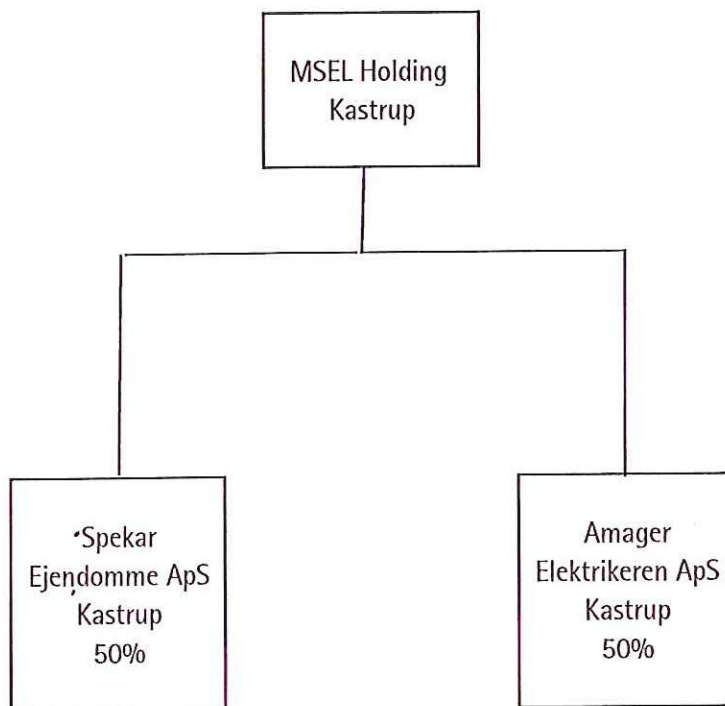 MSEL Holding
Kastrup
Spekar
Ejendomme ApS
Kastrup
50%
Amager
Elektrikeren ApS
Kastrup
50%